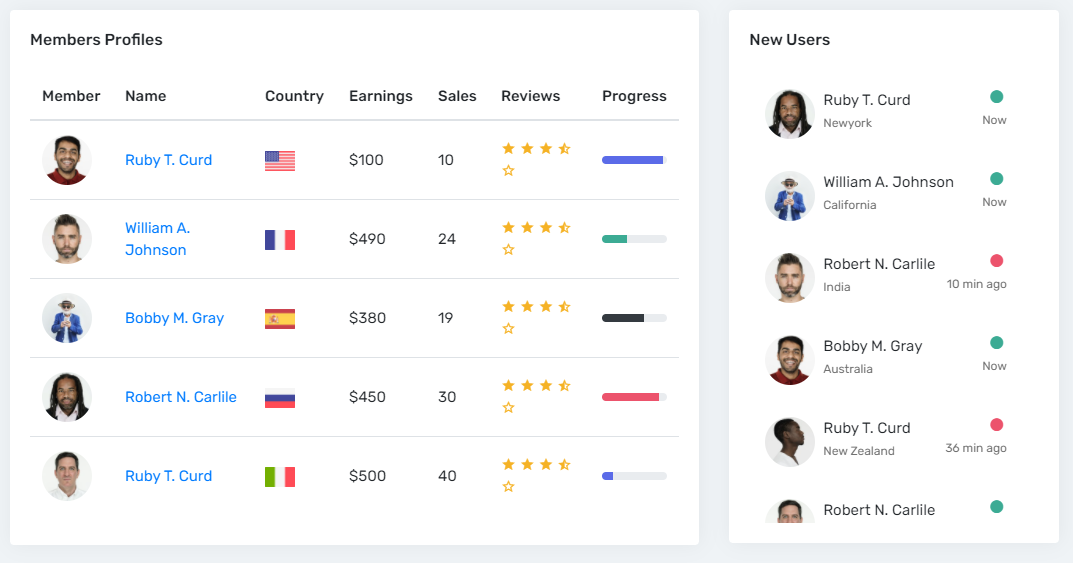 Members Profiles
Member Name Country Earnings Sales Reviews Progress
Ruby T. Curd $100 10
William A.
Johnson $490 24
Bobby M. Gray $380 19
Robert N. Carlile $450 30
Ruby T. Curd $500 40
New Users
Ruby T. Curd
Newyork Now
William A. Johnson
California Now
Robert N. Carlile
India 10 min ago
Bobby M. Gray
Australia Now
Ruby T. Curd
New Zealand 36 min ago
Robert N. Carlile